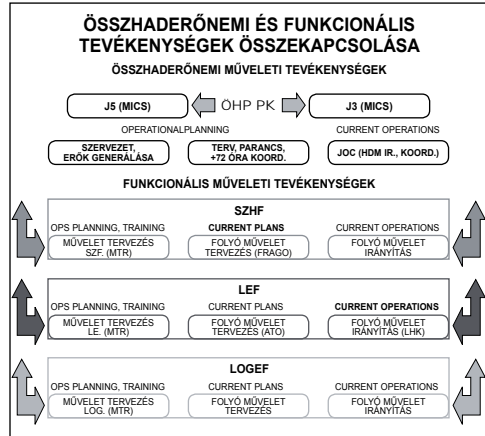 ÖSSZHADERŐNEMI ÉS FUNKCIONÁLIS
TEVÉKENYSÉGEK ÖSSZEKAPCSOLÁSA
ÖSSZHADERŐNEMI MŰVELETI TEVÉKENYSÉGEK
J5 (MICS) ÖHP PK J3 (MICS)
OPERATIONALPLANNING CURRENT OPERATIONS
SZERVEZET,
ERŐK GENERÁLÁSA
TERV, PARANCS,
+72 ÓRA KOORD.
JOC (HDM IR., KOORD.)
FUNKCIONÁLIS MŰVELETI TEVÉKENYSÉGEK
SZHF
OPS PLANNING, TRAINING CURRENT PLANS CURRENT OPERATIONS
MŰVELET TERVEZÉS
SZF. (MTR)
FOLYÓ MŰVELET
TERVEZÉS (FRAGO)
FOLYÓ MŰVELET
IRÁNYÍTÁS
LEF
OPS PLANNING, TRAINING CURRENT PLANS CURRENT OPERATIONS
MŰVELET TERVEZÉS
LE. (MTR)
FOLYÓ MŰVELET
TERVEZÉS (ATO)
FOLYÓ MŰVELET
IRÁNYÍTÁS (LHK)
LOGEF
OPS PLANNING, TRAINING CURRENT PLANS CURRENT OPERATIONS
MŰVELET TERVEZÉS
LOG. (MTR)
FOLYÓ MŰVELET
TERVEZÉS
FOLYÓ MŰVELET
IRÁNYÍTÁS